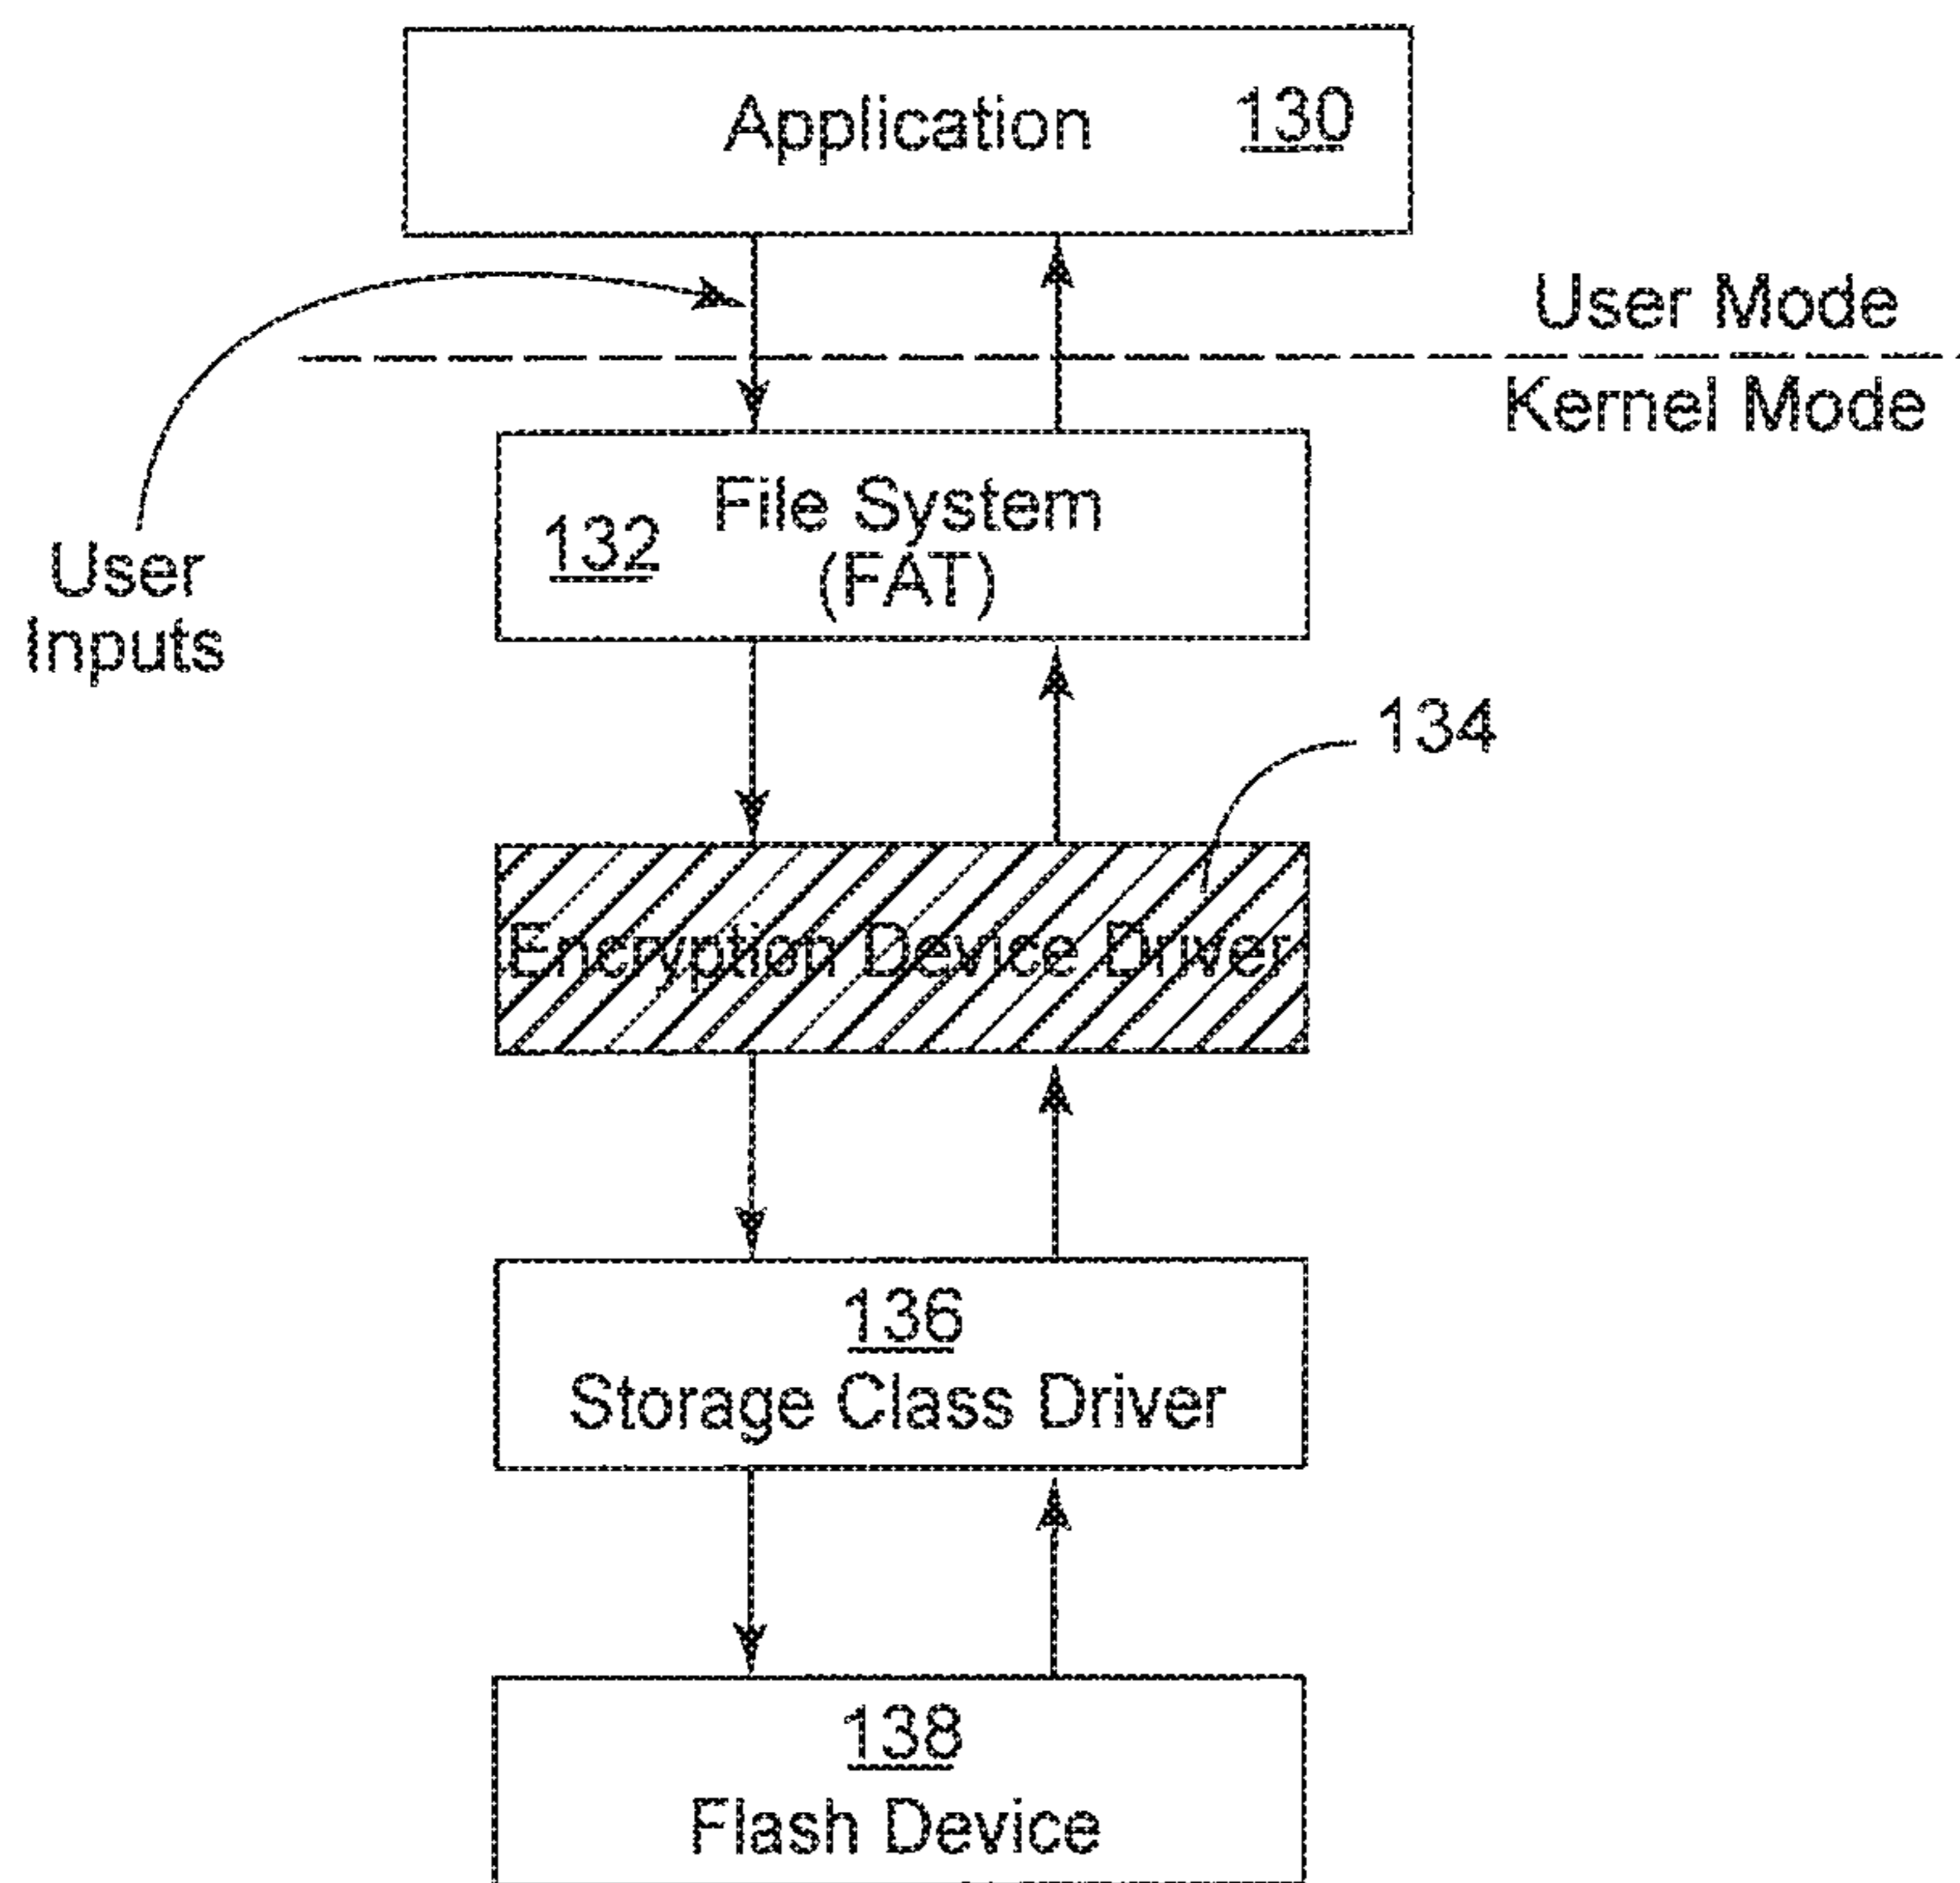 Application 130
User Mode
Kernel Mode
132 File System
(FAT)
User
Inputs
134
Encryption Device Driver
136
Storage Class Driver
138
Flash Device